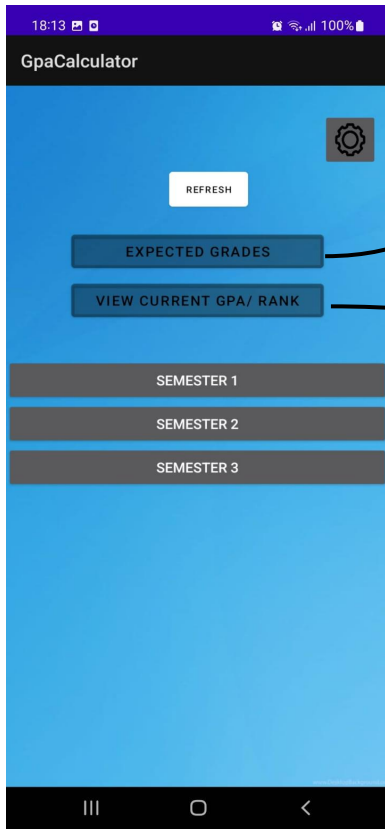 18:13 100%
GpaCalculator
REFRESH
EXPECTED GRADES
VIEW CURRENT GPA/ RANK
SEMESTER 1
SEMESTER 2
SEMESTER 3